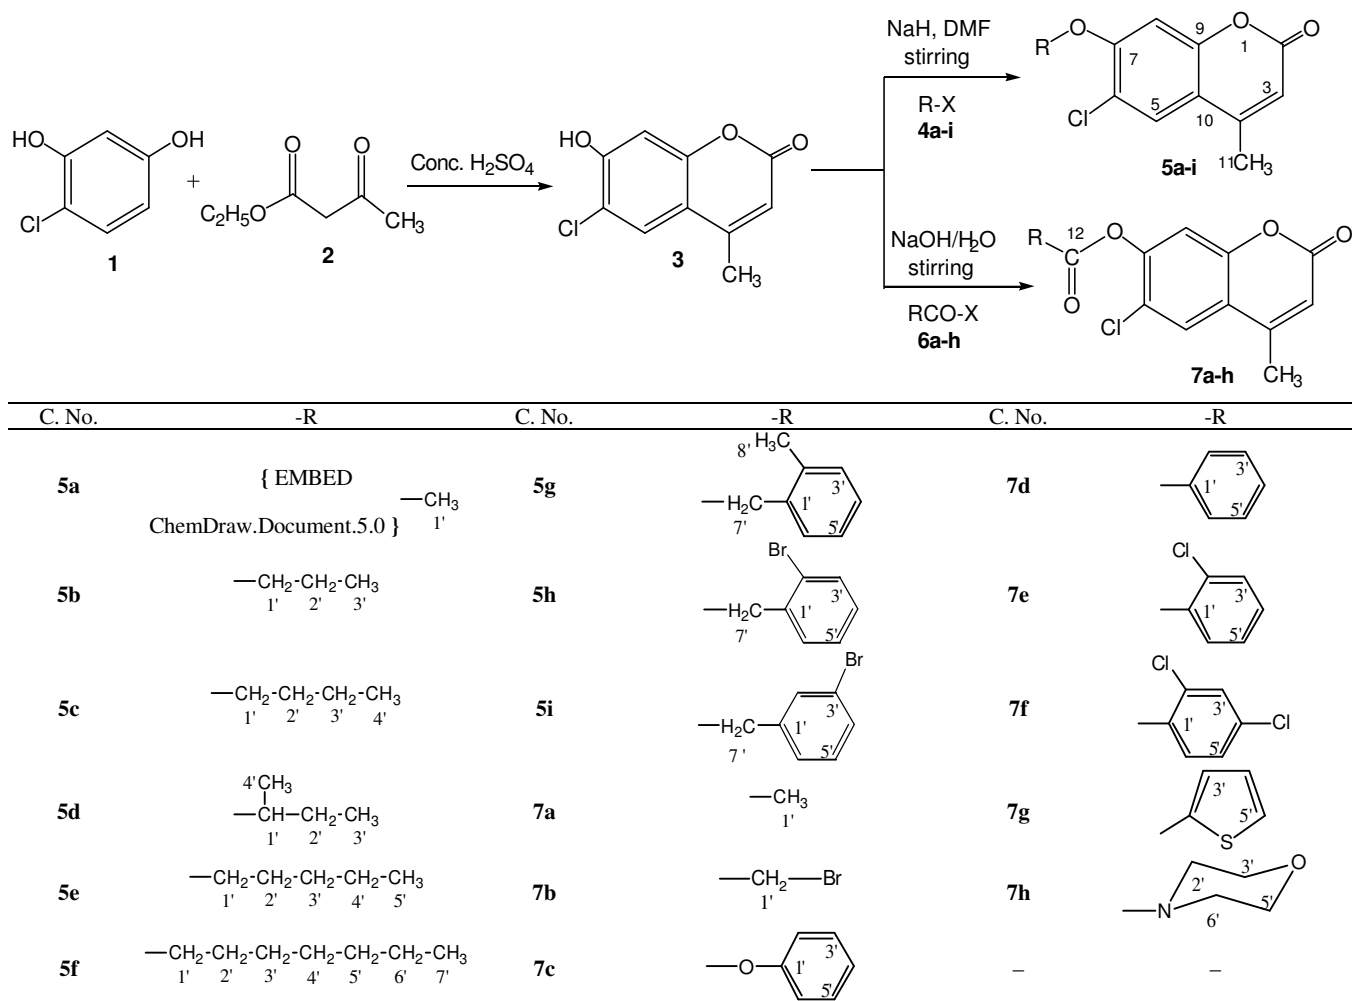 HO
OH
Cl
1
+
O
O
C2H5O
CH3
2
Conc. H2SO4
HO
O
O
Cl
CH3
3
NaH, DMF
stirring
R-X
4a-i
R
O
O
O
9
1
7
5
3
10
Cl
11CH3
5a-i
NaOH/H2O
stirring
RCO-X
6a-h
R
12
C
O
O
O
O
Cl
CH3
7a-h
C. No. -R C. No. -R C. No. -R
5a
{ EMBED
ChemDraw.Document.5.0 }
CH3
1'
5g
8' H3C
H2C
7'
1'
3'
5'
7d
1'
3'
5'
5b
CH2-CH2-CH3
1' 2' 3'
5h
Br
H2C
7'
1'
3'
5'
7e
Cl
1'
3'
5'
5c
CH2-CH2-CH2-CH3
1' 2' 3' 4'
5i
Br
H2C
7'
1'
3'
5'
7f
Cl
Cl
1'
3'
5'
5d
4' CH3
CH-CH2-CH3
1' 2' 3'
7a
CH3
1'
7g
3'
5'
S
5e
CH2-CH2-CH2-CH2-CH3
1' 2' 3' 4' 5'
7b
CH2-Br
1'
7h
3'
O
2'
N
6'
5'
5f
CH2-CH2-CH2-CH2-CH2-CH2-CH3
1' 2' 3' 4' 5' 6' 7'
7c
O
1'
3'
5'
– –